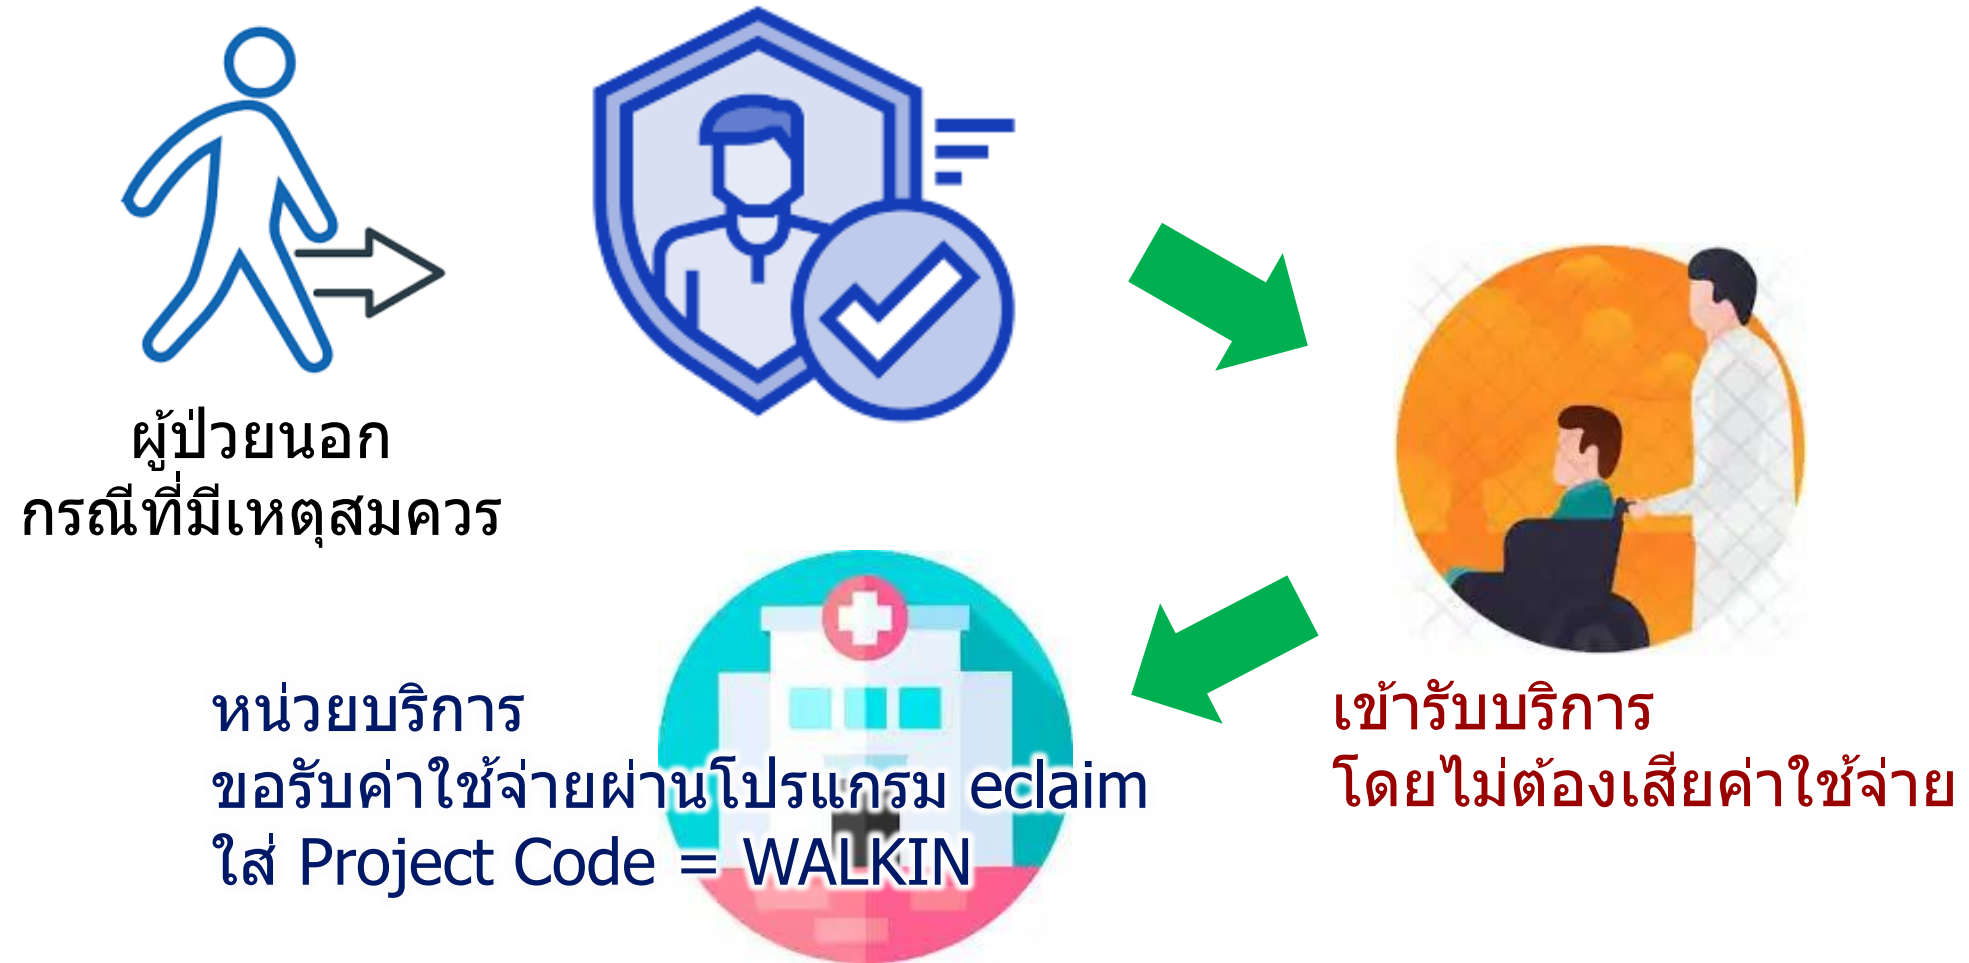 ผู้ป่วยนอก
กรณีที่มีเหตุสมควร
เข้ารับบริการ
โดยไม่ต้องเสียค่าใช้จ่าย
หน่วยบริการ
ขอรับค่าใช้จ่ายผ่านโปรแกรม eclaim
ใส่ Project Code = WALKIN